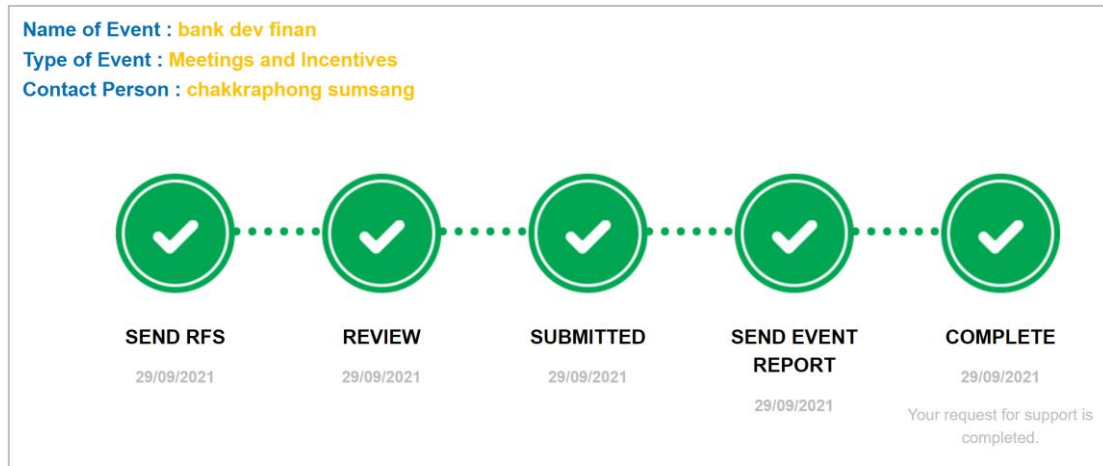 Name of Event : bank dev finan
Type of Event : Meetings and Incentives
Contact Person : chakkraphong sumsang
SEND RFS
29/09/2021
REVIEW
29/09/2021
SUBMITTED
29/09/2021
SEND EVENT
REPORT
29/09/2021
COMPLETE
29/09/2021
Your request for support is
completed.